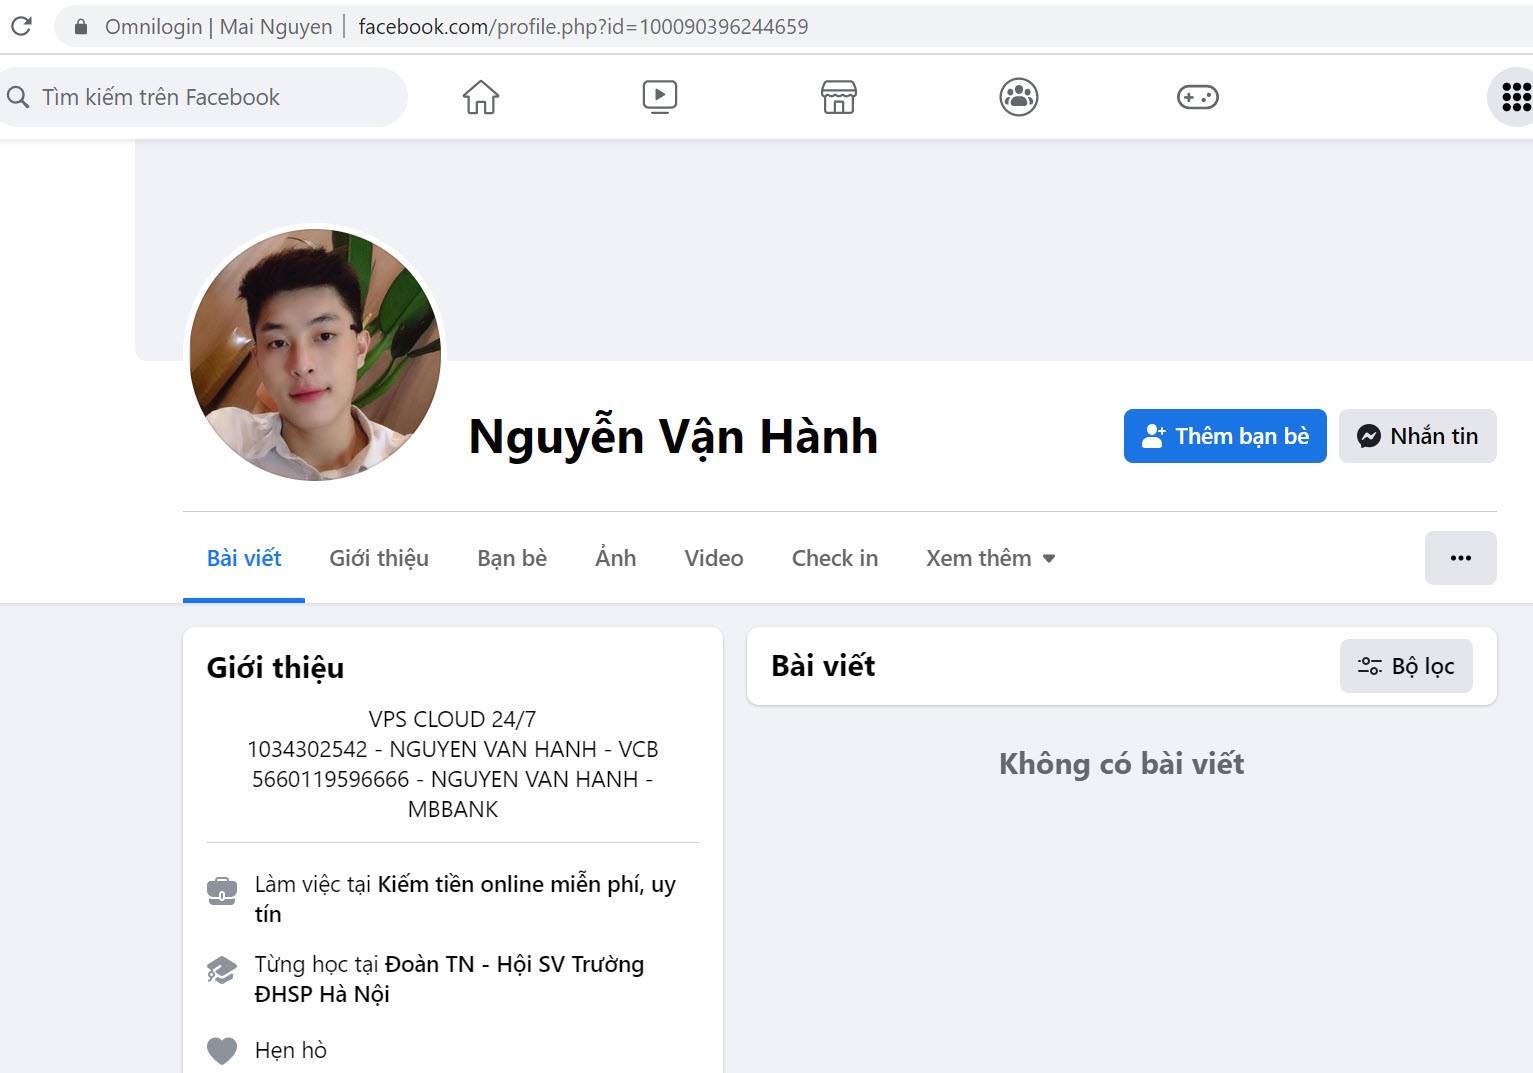 Omnilogin | Mai Nguyen | facebook.com/profile.php?id=100090396244659
Tìm kiếm trên Facebook
Nguyễn Vận Hành
Thêm bạn bè
Nhắn tin
Bài viết Giới thiệu Bạn bè Ảnh Video Check in Xem thêm
Giới thiệu
VPS CLOUD 24/7
1034302542 - NGUYEN VAN HANH - VCB
5660119596666 - NGUYEN VAN HANH -
MBBANK
Làm việc tại Kiếm tiền online miễn phí, uy
tín
Từng học tại Đoàn TN - Hội SV Trường
ĐHSP Hà Nội
Hẹn hò
Bài viết
Bộ lọc
Không có bài viết